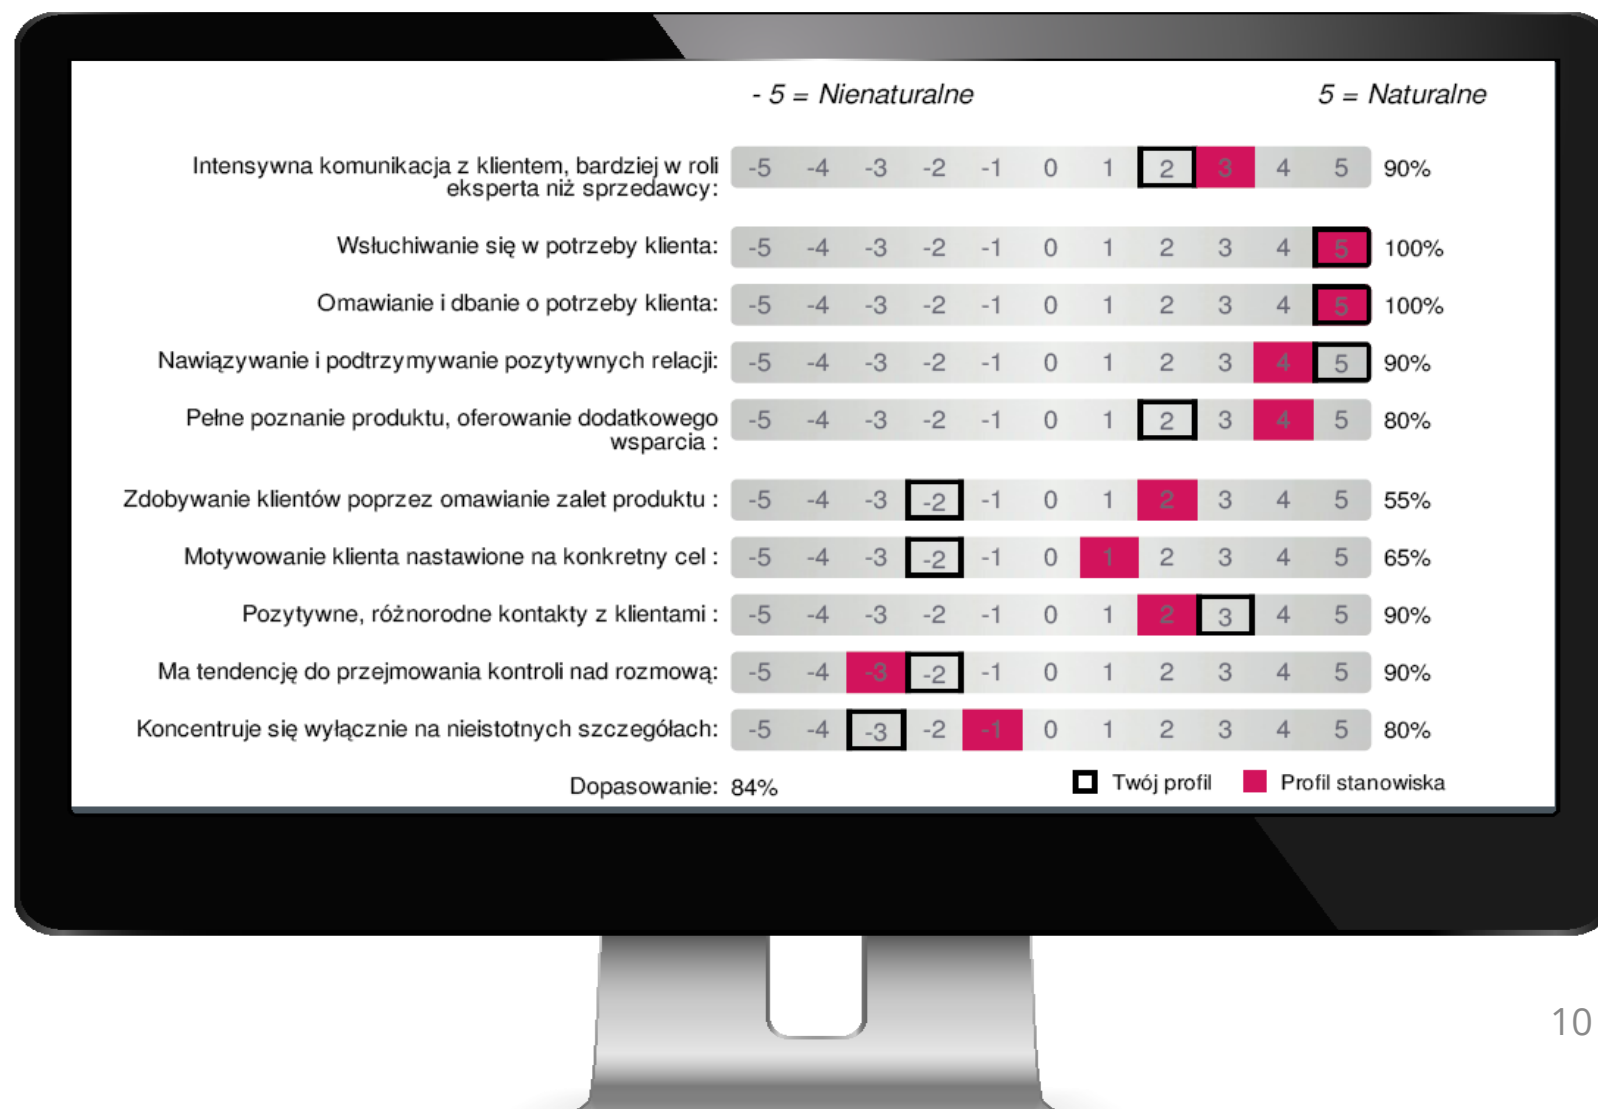 - 5 = Nienaturalne 5 = Naturalne
Intensywna komunikacja z klientem, bardziej w roli
eksperta niż sprzedawcy:
-5 -4 -3 -2 -1 0 1 2 3 4 5 90%
Wsłuchiwanie się w potrzeby klienta: -5 -4 -3 -2 -1 0 1 2 3 4 5 100%
Omawianie i dbanie o potrzeby klienta: -5 -4 -3 -2 -1 0 1 2 3 4 5 100%
Nawiązywanie i podtrzymywanie pozytywnych relacji: -5 -4 -3 -2 -1 0 1 2 3 4 5 90%
Pełne poznanie produktu, oferowanie dodatkowego
wsparcia :
-5 -4 -3 -2 -1 0 1 2 3 4 5 80%
Zdobywanie klientów poprzez omawianie zalet produktu : -5 -4 -3 -2 -1 0 1 2 3 4 5 55%
Motywowanie klienta nastawione na konkretny cel : -5 -4 -3 -2 -1 0 1 2 3 4 5 65%
Pozytywne, różnorodne kontakty z klientami : -5 -4 -3 -2 -1 0 1 2 3 4 5 90%
Ma tendencję do przejmowania kontroli nad rozmową: -5 -4 -3 -2 -1 0 1 2 3 4 5 90%
Koncentruje się wyłącznie na nieistotnych szczegółach: -5 -4 -3 -2 -1 0 1 2 3 4 5 80%
Dopasowanie: 84% Twój profil Profil stanowiska
10